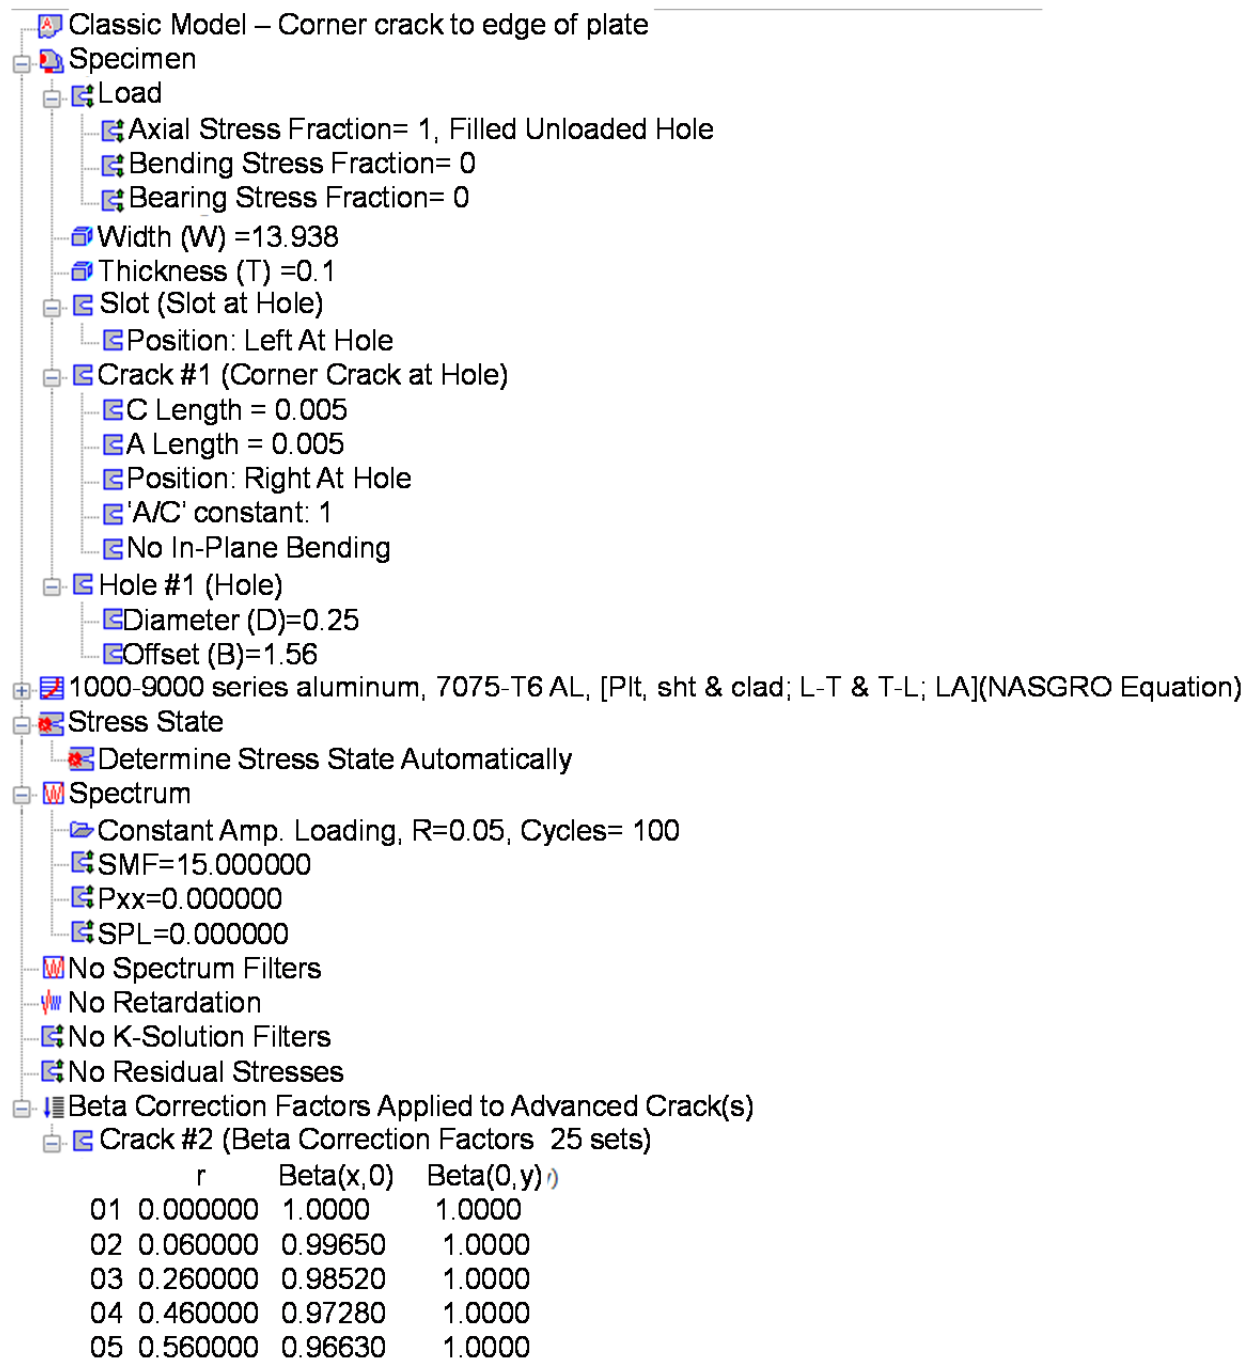 Classic Model – Corner crack to edge of plate
Specimen
Load
Axial Stress Fraction= 1, Filled Unloaded Hole
Bending Stress Fraction= 0
Bearing Stress Fraction= 0
Width (W) =13.938
Thickness (T) =0.1
Slot (Slot at Hole)
Position: Left At Hole
Crack #1 (Corner Crack at Hole)
C Length = 0.005
A Length = 0.005
Position: Right At Hole
'A/C' constant: 1
No In-Plane Bending
Hole #1 (Hole)
Diameter (D)=0.25
Offset (B)=1.56
1000-9000 series aluminum, 7075-T6 AL, [Plt, sht & clad; L-T & T-L; LA](NASGRO Equation)
Stress State
Determine Stress State Automatically
Spectrum
Constant Amp. Loading, R=0.05, Cycles= 100
SMF=15.000000
Pxx=0.000000
SPL=0.000000
No Spectrum Filters
No Retardation
No K-Solution Filters
No Residual Stresses
Beta Correction Factors Applied to Advanced Crack(s)
Crack #2 (Beta Correction Factors 25 sets)
r Beta(x,0) Beta(0,y)
01 0.000000 1.0000 1.0000
02 0.060000 0.99650 1.0000
03 0.260000 0.98520 1.0000
04 0.460000 0.97280 1.0000
05 0.560000 0.96630 1.0000